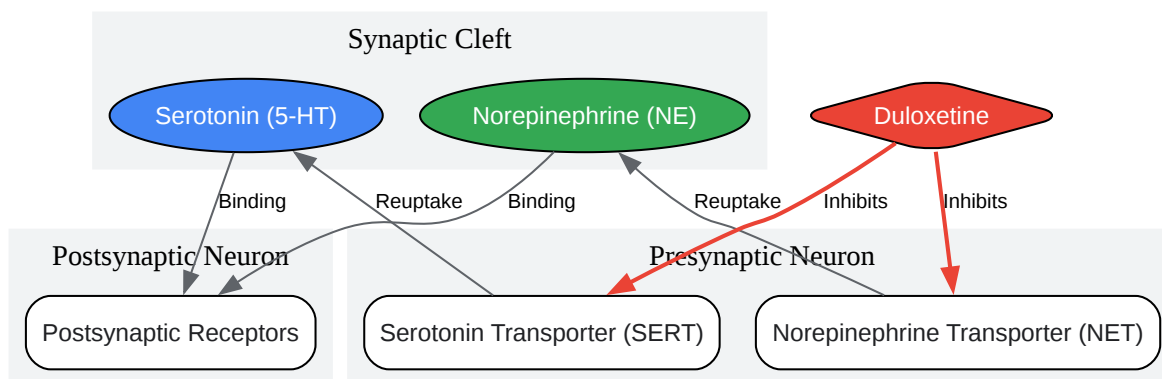 Synaptic Cleft
Serotonin (5-HT)
Norepinephrine (NE)
Duloxetine
Binding
Reuptake
Binding
Reuptake
Inhibits
Inhibits
Postsynaptic Neuron
Presynaptic Neuron
Postsynaptic Receptors
Serotonin Transporter (SERT)
Norepinephrine Transporter (NET)